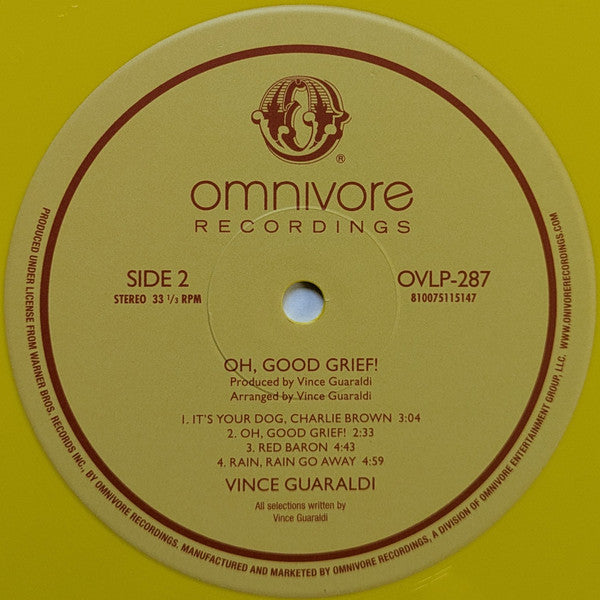 ®
omnivore
RECORDINGS
SIDE 2
STEREO 33 1/3 RPM
OVLP-287
810075115147
OH, GOOD GRIEF!
Produced by Vince Guaraldi
Arranged by Vince Guaraldi
1. IT'S YOUR DOG, CHARLIE BROWN 3:04
2. OH, GOOD GRIEF! 2:33
3. RED BARON 4:43
4. RAIN, RAIN GO AWAY 4:59
VINCE GUARALDI
All selections written by
Vince Guaraldi
PRODUCED UNDER LICENSE FROM WARNER BROS. RECORDS INC., BY OMNIVORE RECORDINGS. MANUFACTURED AND MARKETED BY OMNIVORE RECORDINGS, A DIVISION OF OMNIVORE ENTERTAINMENT GROUP, LLC. WWW.ONIVORERECORDINGS.COM